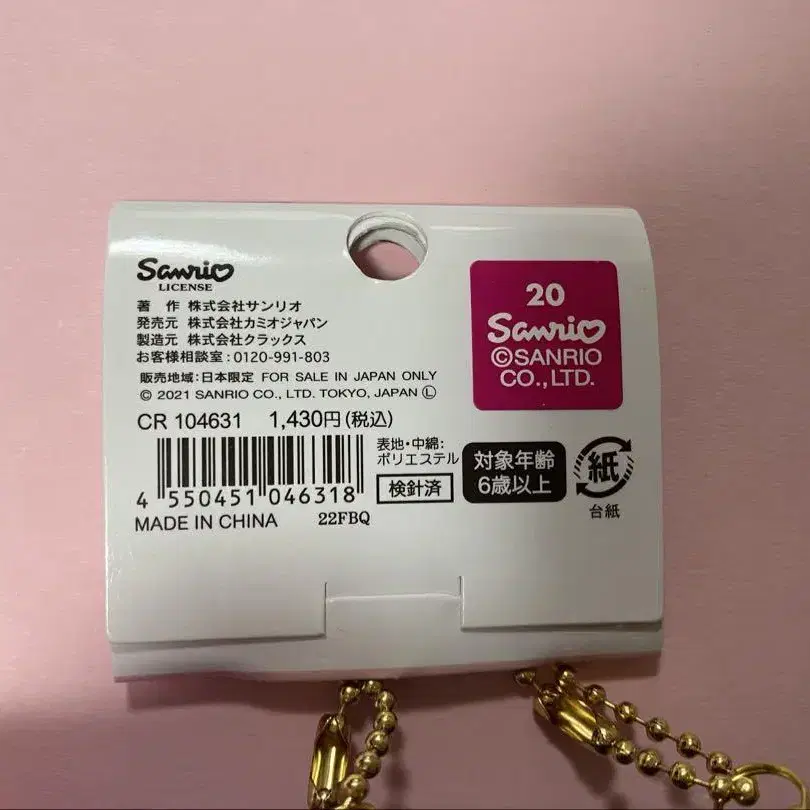 Sanrio
LICENSE
著 作 株式会社サンリオ
発売元 株式会社カミオジャパン
製造元 株式会社クラックス
お客様相談室:0120-991-803
販売地域:日本限定 FOR SALE IN JAPAN ONLY
© 2021 SANRIO CO., LTD. TOKYO, JAPAN Ⓛ
CR 104631 1,430円(税込)
4 550451 046318
MADE IN CHINA 22FBQ
表地・中綿:
ポリエステル
検針済
対象年齢
6歳以上
紙
台紙
20
Sanrio
©SANRIO
CO., LTD.